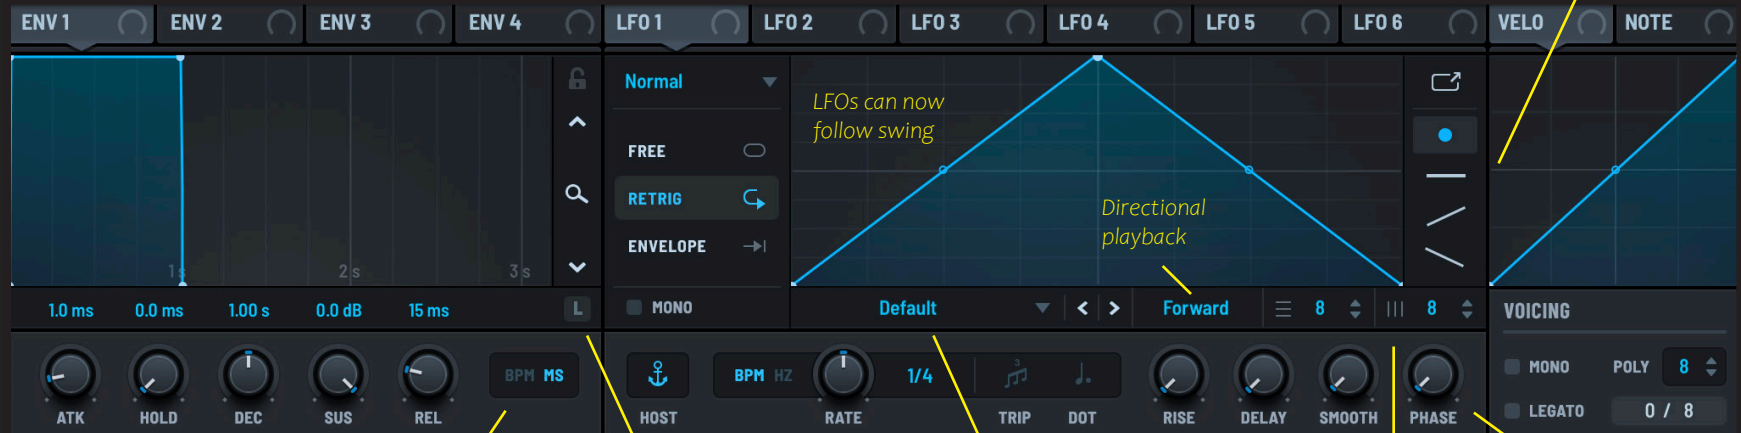 ENV 1 ENV 2 ENV 3 ENV 4 LFO 1 LFO 2 LFO 3 LFO 4 LFO 5 LFO 6 VELO NOTE
Normal
LFOs can now
follow swing
FREE
RETRIG
Directional
playback
ENVELOPE
1 s 2 s 3 s
1.0 ms 0.0 ms 1.00 s 0.0 dB 15 ms L
MONO
Default < > Forward 8 8
VOICING
BPM MS
BPM HZ 1/4 3
MONO POLY 8
ATK HOLD DEC SUS REL
HOST RATE TRIP DOT RISE DELAY SMOOTH PHASE
LEGATO 0 / 8